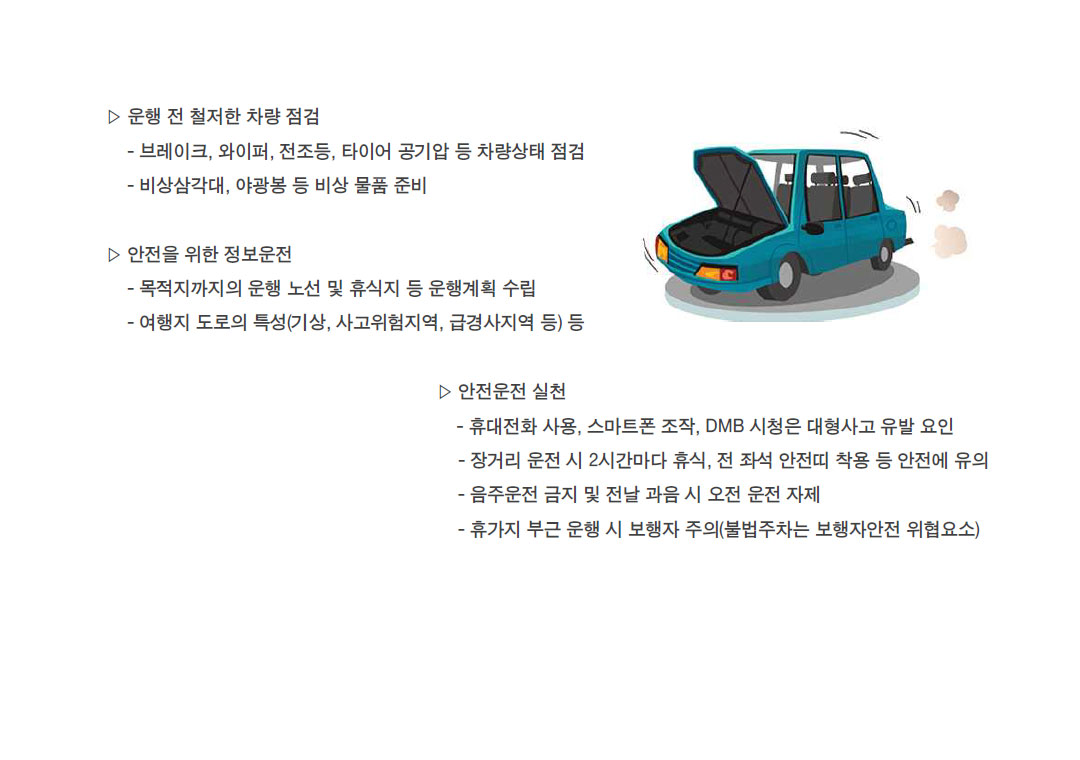 ▷ 운행 전 철저한 차량 점검
- 브레이크, 와이퍼, 전조등, 타이어 공기압 등 차량상태 점검
- 비상삼각대, 야광봉 등 비상 물품 준비
▷ 안전을 위한 정보운전
- 목적지까지의 운행 노선 및 휴식지 등 운행계획 수립
- 여행지 도로의 특성(기상, 사고위험지역, 급경사지역 등) 등
▷ 안전운전 실천
- 휴대전화 사용, 스마트폰 조작, DMB 시청은 대형사고 유발 요인
- 장거리 운전 시 2시간마다 휴식, 전 좌석 안전띠 착용 등 안전에 유의
- 음주운전 금지 및 전날 과음 시 오전 운전 자제
- 휴가지 부근 운행 시 보행자 주의(불법주차는 보행자안전 위협요소)